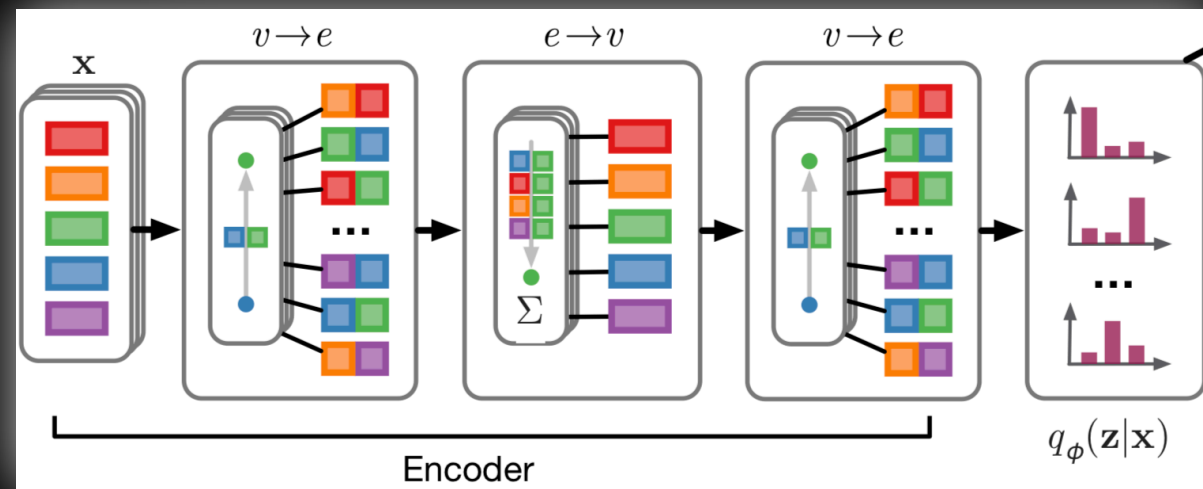 x
v→e
e→v
v→e
...
Σ
...
...
Encoder
qϕ(z|x)